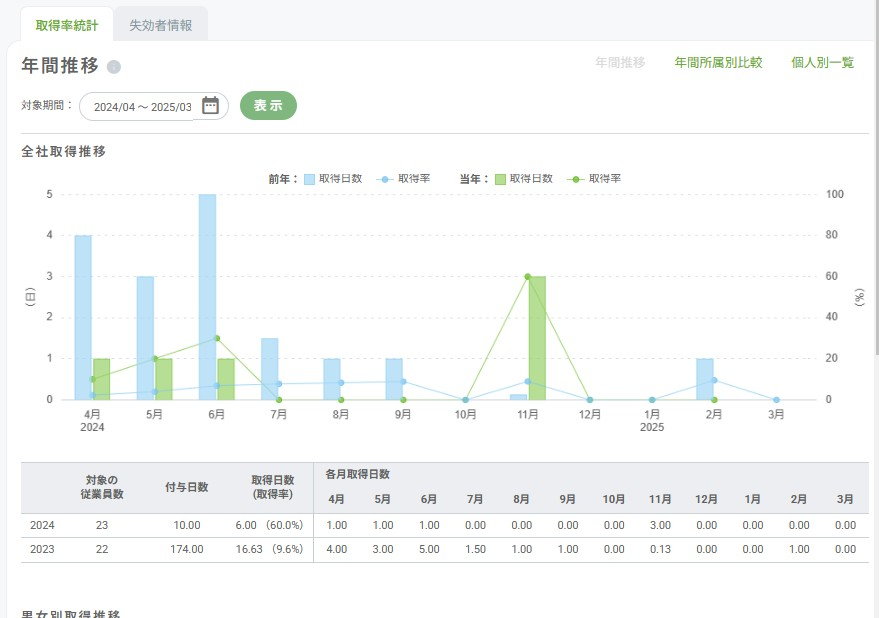 取得率統計 失効者情報
年間推移 年間推移 年間所属別比較 個人別一覧
対象期間： 2024/04 ～ 2025/03 表示
全社取得推移
前年： 取得日数 取得率 当年： 取得日数 取得率
5 100
4 80
3 60
(日) (%)
2 40
1 20
0 0
4月 5月 6月 7月 8月 9月 10月 11月 12月 1月 2月 3月
2024 2025
対象の 従業員数 付与日数 取得日数 (取得率) 各月取得日数
4月 5月 6月 7月 8月 9月 10月 11月 12月 1月 2月 3月
2024 23 10.00 6.00 (60.0%) 1.00 1.00 1.00 0.00 0.00 0.00 0.00 3.00 0.00 0.00 0.00 0.00
2023 22 174.00 16.63 (9.6%) 4.00 3.00 5.00 1.50 1.00 1.00 0.00 0.13 0.00 0.00 1.00 0.00
男女別取得推移